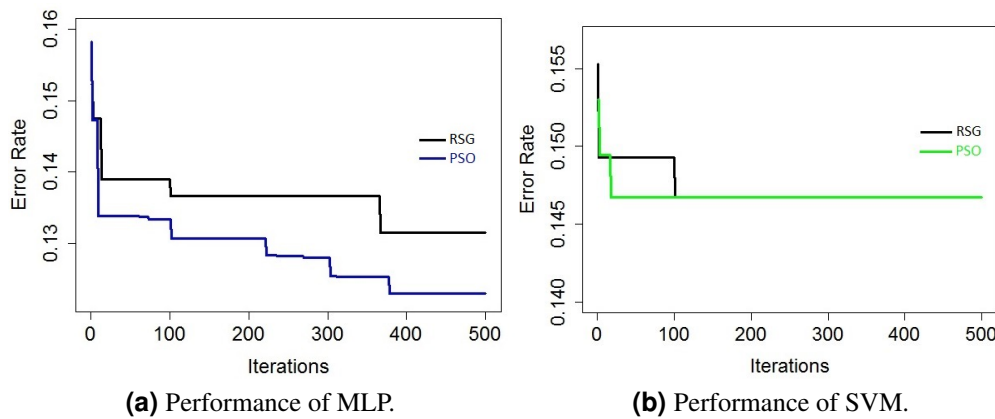 0.16
0.15
0.14
0.13
Error Rate
RSG
PSO
0 100 200 300 400 500
Iterations
(a) Performance of MLP.
0.155
0.150
0.145
0.140
Error Rate
RSG
PSO
0 100 200 300 400 500
Iterations
(b) Performance of SVM.